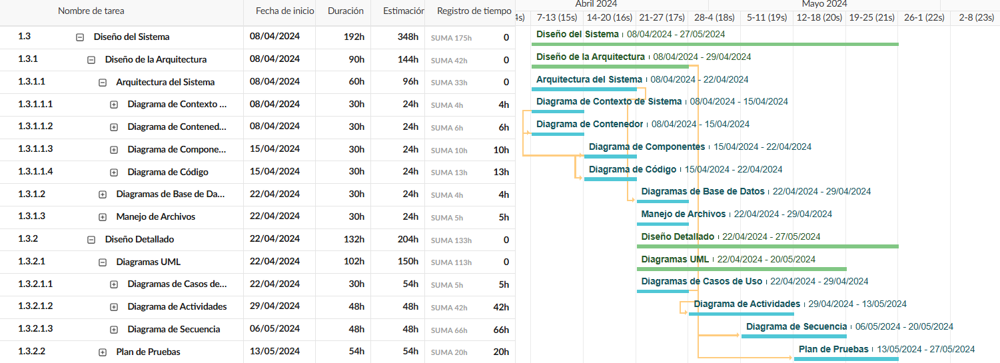 Nombre de tarea Fecha de inicio Duración Estimación Registro de tiempo
Abril 2024 Mayo 2024
4s) 7-13 (15s) 14-20 (16s) 21-27 (17s) 28-4 (18s) 5-11 (19s) 12-18 (20s) 19-25 (21s) 26-1 (22s) 2-8 (23s)
1.3 Diseño del Sistema 08/04/2024 192h 348h SUMA 175h 0 Diseño del Sistema 08/04/2024 - 27/05/2024
1.3.1 Diseño de la Arquitectura 08/04/2024 90h 144h SUMA 42h 0 Diseño de la Arquitectura 08/04/2024 - 29/04/2024
1.3.1.1 Arquitectura del Sistema 08/04/2024 60h 96h SUMA 33h 0 Arquitectura del Sistema 08/04/2024 - 22/04/2024
1.3.1.1.1 Diagrama de Contexto ... 08/04/2024 30h 24h SUMA 4h 4h Diagrama de Contexto de Sistema 08/04/2024 - 15/04/2024
1.3.1.1.2 Diagrama de Contened... 08/04/2024 30h 24h SUMA 6h 6h Diagrama de Contenedor 08/04/2024 - 15/04/2024
1.3.1.1.3 Diagrama de Compone... 15/04/2024 30h 24h SUMA 10h 10h Diagrama de Componentes 15/04/2024 - 22/04/2024
1.3.1.1.4 Diagrama de Código 15/04/2024 30h 24h SUMA 13h 13h Diagrama de Código 15/04/2024 - 22/04/2024
1.3.1.2 Diagramas de Base de Da... 22/04/2024 30h 24h SUMA 4h 4h Diagramas de Base de Datos 22/04/2024 - 29/04/2024
1.3.1.3 Manejo de Archivos 22/04/2024 30h 24h SUMA 5h 5h Manejo de Archivos 22/04/2024 - 29/04/2024
1.3.2 Diseño Detallado 22/04/2024 132h 204h SUMA 133h 0 Diseño Detallado 22/04/2024 - 27/05/2024
1.3.2.1 Diagramas UML 22/04/2024 102h 150h SUMA 113h 0 Diagramas UML 22/04/2024 - 20/05/2024
1.3.2.1.1 Diagramas de Casos de... 22/04/2024 30h 54h SUMA 5h 5h Diagramas de Casos de Uso 22/04/2024 - 29/04/2024
1.3.2.1.2 Diagrama de Actividades 29/04/2024 48h 48h SUMA 42h 42h Diagrama de Actividades 29/04/2024 - 13/05/2024
1.3.2.1.3 Diagrama de Secuencia 06/05/2024 48h 48h SUMA 66h 66h Diagrama de Secuencia 06/05/2024 - 20/05/2024
1.3.2.2 Plan de Pruebas 13/05/2024 54h 54h SUMA 20h 20h Plan de Pruebas 13/05/2024 - 27/05/2024